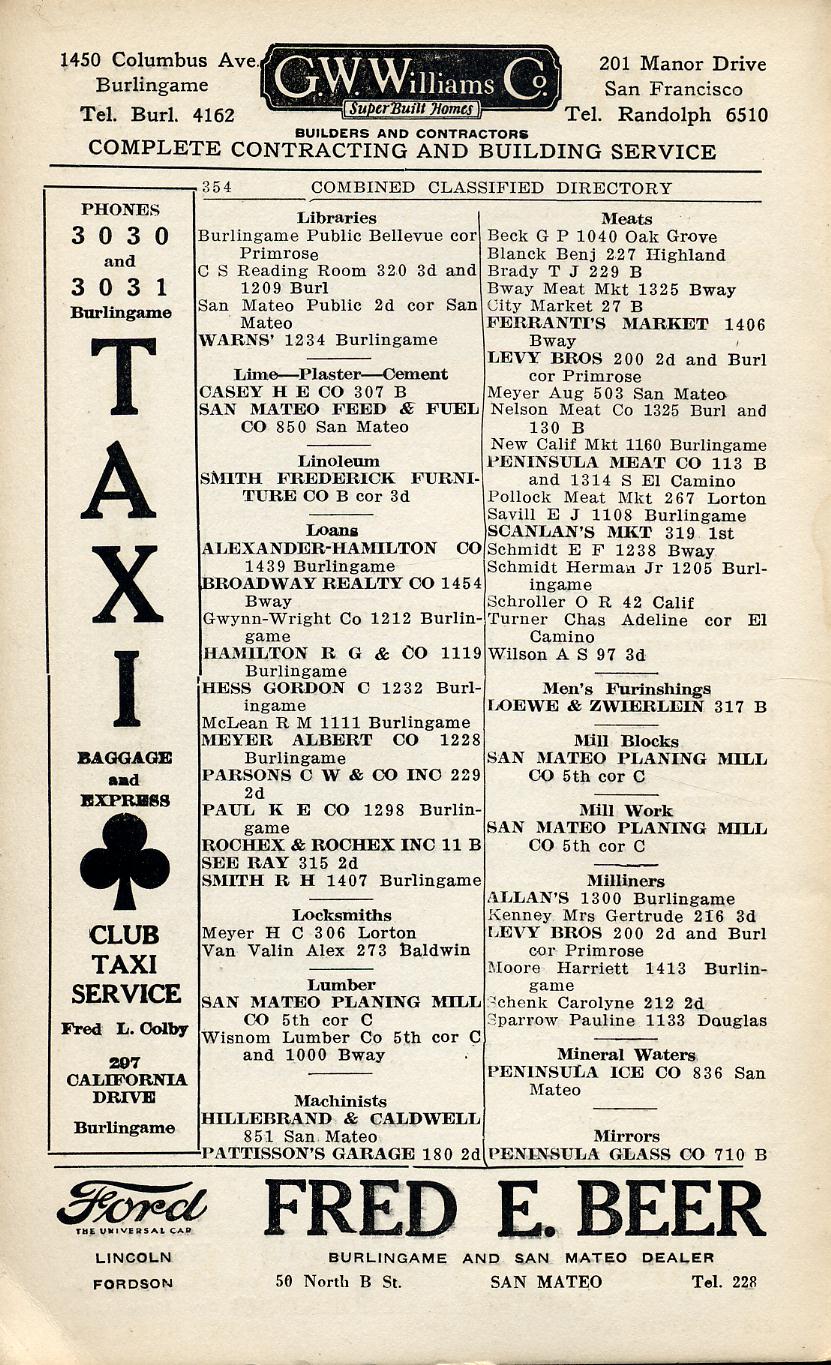 1450 Columbus Ave.
Burlingame
Tel. Burl. 4162
G.W. Williams Co.
Super Built Homes
201 Manor Drive
San Francisco
Tel. Randolph 6510
BUILDERS AND CONTRACTORS
COMPLETE CONTRACTING AND BUILDING SERVICE
354 COMBINED CLASSIFIED DIRECTORY
PHONES
3030
and
3031
Burlingame
TAXI
BAGGAGE
and
EXPRESS
CLUB
TAXI
SERVICE
Fred L. Colby
297
CALIFORNIA
DRIVE
Burlingame
Libraries
Burlingame Public Bellevue cor
Primrose
C S Reading Room 320 3d and
1209 Burl
San Mateo Public 2d cor San
Mateo
WARNS' 1234 Burlingame
Lime—Plaster—Cement
CASEY H E CO 307 B
SAN MATEO FEED & FUEL
CO 850 San Mateo
Linoleum
SMITH FREDERICK FURNI-
TURE CO B cor 3d
Loans
ALEXANDER-HAMILTON CO
1439 Burlingame
BROADWAY REALTY CO 1454
Bway
Gwynn-Wright Co 1212 Burlin-
game
HAMILTON R G & CO 1119
Burlingame
HESS GORDON C 1232 Burl-
ingame
McLean R M 1111 Burlingame
MEYER ALBERT CO 1228
Burlingame
PARSONS C W & CO INC 229
2d
PAUL K E CO 1298 Burlin-
game
ROCHEX & ROCHEX INC 11 B
SEE RAY 315 2d
SMITH R H 1407 Burlingame
Locksmiths
Meyer H C 306 Lorton
Van Valin Alex 273 Baldwin
Lumber
SAN MATEO PLANING MILL
CO 5th cor C
Wisnom Lumber Co 5th cor C
and 1000 Bway
Machinists
HILLEBRAND & CALDWELL
851 San Mateo
PATTISSON'S GARAGE 180 2d
Meats
Beck G P 1040 Oak Grove
Blanck Benj 227 Highland
Brady T J 229 B
Bway Meat Mkt 1325 Bway
City Market 27 B
FERRANTI'S MARKET 1406
Bway
LEVY BROS 200 2d and Burl
cor Primrose
Meyer Aug 503 San Mateo
Nelson Meat Co 1325 Burl and
130 B
New Calif Mkt 1160 Burlingame
PENINSULA MEAT CO 113 B
and 1314 S El Camino
Pollock Meat Mkt 267 Lorton
Savill E J 1108 Burlingame
SCANLAN'S MKT 319 1st
Schmidt E F 1238 Bway
Schmidt Herman Jr 1205 Burl-
ingame
Schroller O R 42 Calif
Turner Chas Adeline cor El
Camino
Wilson A S 97 3d
Men's Furinshings
LOEWE & ZWIERLEIN 317 B
Mill Blocks
SAN MATEO PLANING MILL
CO 5th cor C
Mill Work
SAN MATEO PLANING MILL
CO 5th cor C
Milliners
ALLAN'S 1300 Burlingame
Kenney Mrs Gertrude 216 3d
LEVY BROS 200 2d and Burl
cor Primrose
Moore Harriett 1413 Burlin-
game
Schenk Carolyne 212 2d
Sparrow Pauline 1133 Douglas
Mineral Waters
PENINSULA ICE CO 836 San
Mateo
Mirrors
PENINSULA GLASS CO 710 B
Ford
THE UNIVERSAL CAR
LINCOLN
FORDSON
FRED E. BEER
BURLINGAME AND SAN MATEO DEALER
50 North B St. SAN MATEO Tel. 228